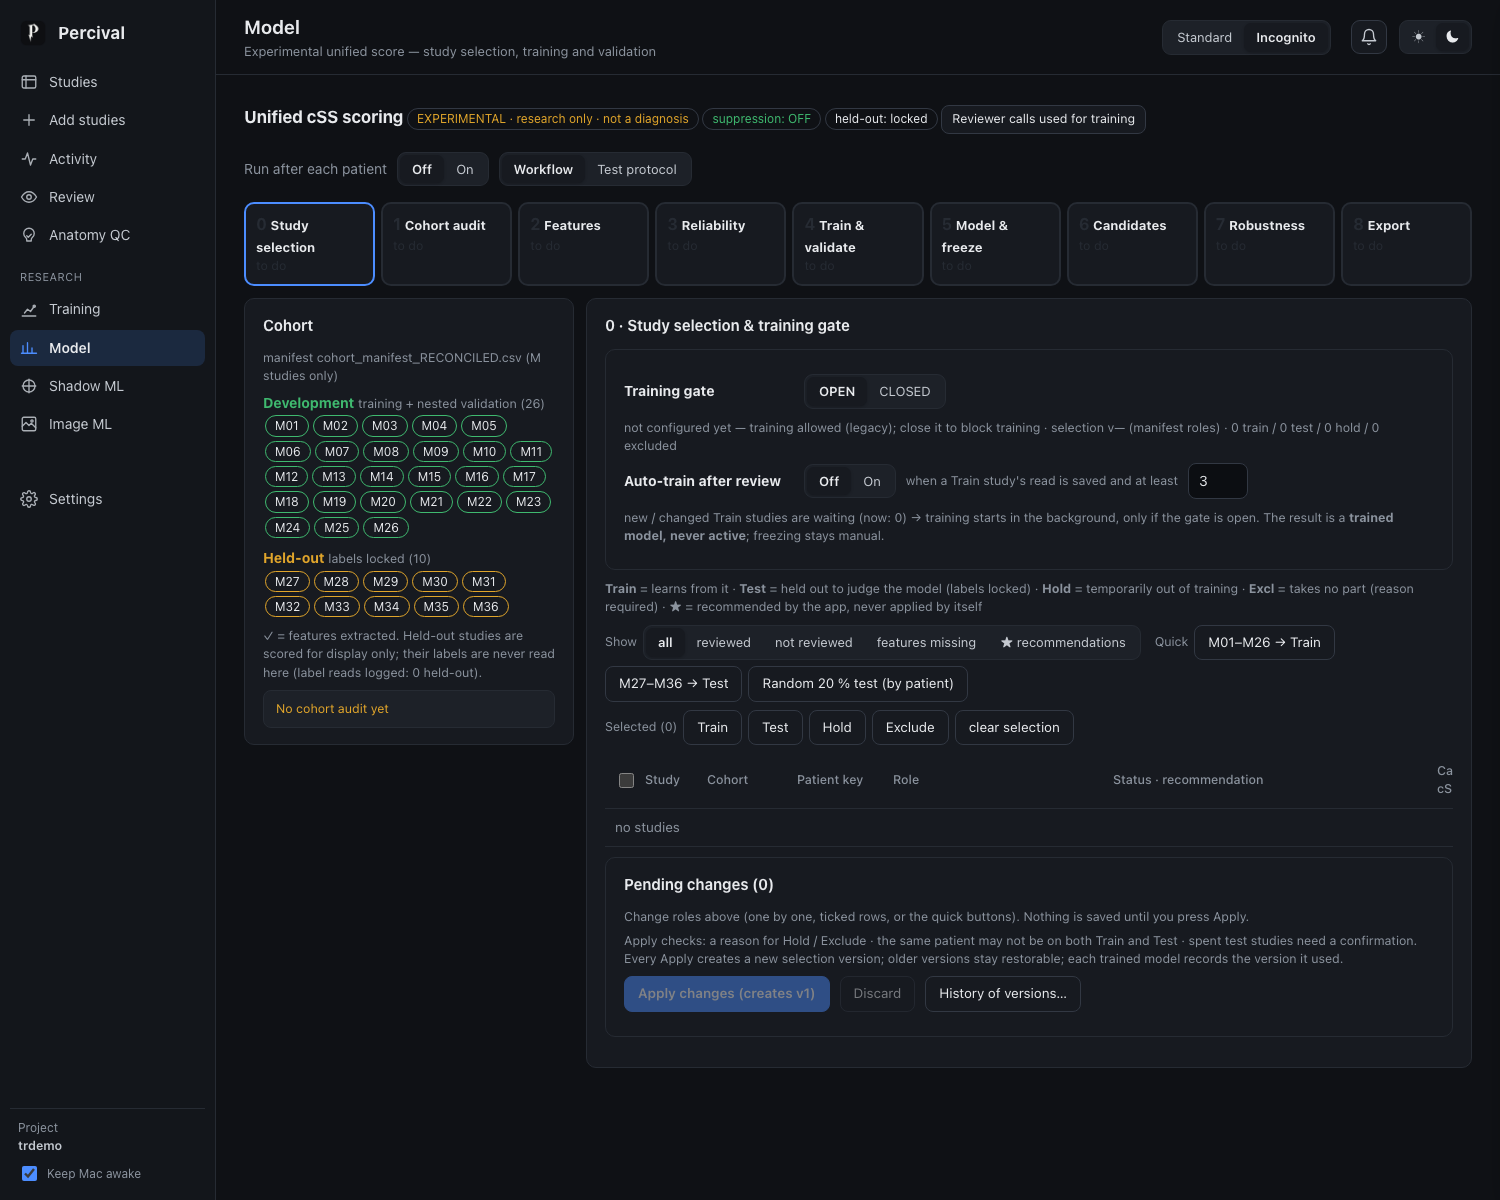 Percival
Studies
Add studies
Activity
Review
Anatomy QC
RESEARCH
Training
Model
Shadow ML
Image ML
Settings
Project
trdemo
Keep Mac awake
Model
Experimental unified score — study selection, training and validation
Standard Incognito
Unified cSS scoring EXPERIMENTAL · research only · not a diagnosis suppression: OFF held-out: locked Reviewer calls used for training
Run after each patient Off On Workflow Test protocol
0 Study selection
to do
1 Cohort audit
to do
2 Features
to do
3 Reliability
to do
4 Train & validate
to do
5 Model & freeze
to do
6 Candidates
to do
7 Robustness
to do
8 Export
to do
Cohort
manifest cohort_manifest_RECONCILED.csv (M
studies only)
Development training + nested validation (26)
M01 M02 M03 M04 M05
M06 M07 M08 M09 M10 M11
M12 M13 M14 M15 M16 M17
M18 M19 M20 M21 M22 M23
M24 M25 M26
Held-out labels locked (10)
M27 M28 M29 M30 M31
M32 M33 M34 M35 M36
✓ = features extracted. Held-out studies are
scored for display only; their labels are never read
here (label reads logged: 0 held-out).
No cohort audit yet
0 · Study selection & training gate
Training gate OPEN CLOSED
not configured yet — training allowed (legacy); close it to block training · selection v— (manifest roles) · 0 train / 0 test / 0 hold / 0
excluded
Auto-train after review Off On when a Train study's read is saved and at least 3
new / changed Train studies are waiting (now: 0) → training starts in the background, only if the gate is open. The result is a trained
model, never active; freezing stays manual.
Train = learns from it · Test = held out to judge the model (labels locked) · Hold = temporarily out of training · Excl = takes no part (reason
required) · ★ = recommended by the app, never applied by itself
Show all reviewed not reviewed features missing ★ recommendations Quick M01–M26 → Train
M27–M36 → Test Random 20 % test (by patient)
Selected (0) Train Test Hold Exclude clear selection
Study Cohort Patient key Role Status · recommendation Ca
cS
no studies
Pending changes (0)
Change roles above (one by one, ticked rows, or the quick buttons). Nothing is saved until you press Apply.
Apply checks: a reason for Hold / Exclude · the same patient may not be on both Train and Test · spent test studies need a confirmation.
Every Apply creates a new selection version; older versions stay restorable; each trained model records the version it used.
Apply changes (creates v1) Discard History of versions...